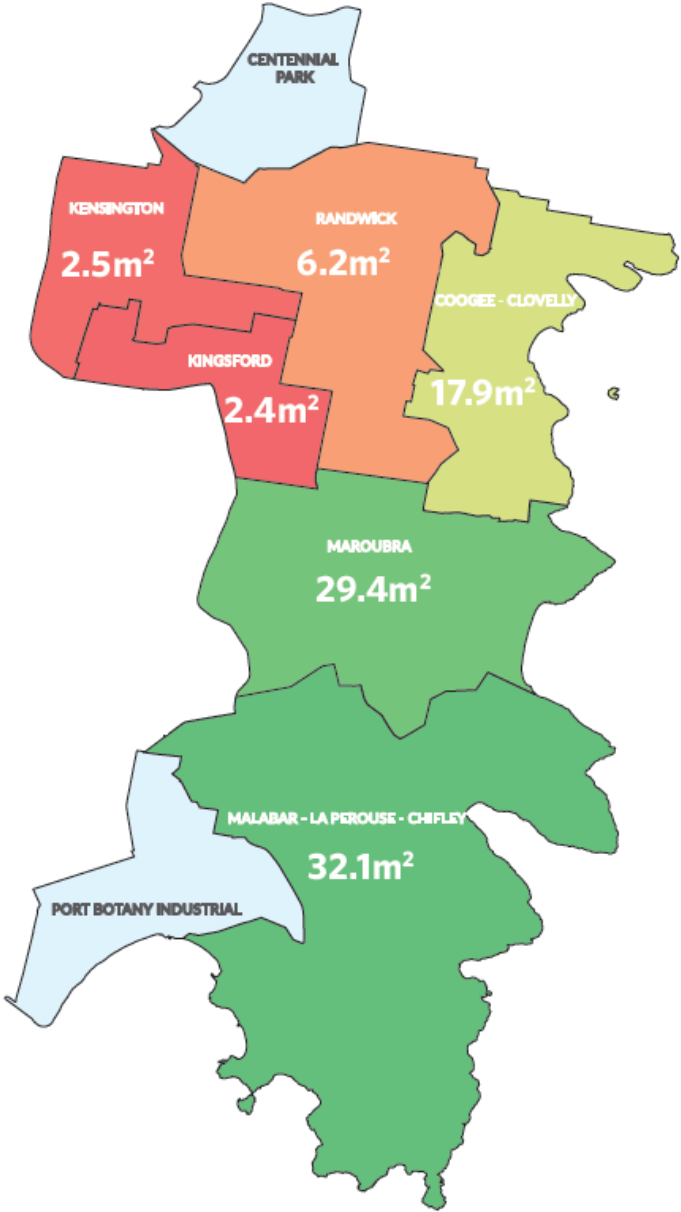 CENTENNIAL
PARK
KENSINGTON
2.5m²
RANDWICK
6.2m²
COOGEE - CLOVELLY
17.9m²
KINGSFORD
2.4m²
MAROUBRA
29.4m²
MALABAR - LA PEROUSE - CHIFLEY
32.1m²
PORT BOTANY INDUSTRIAL